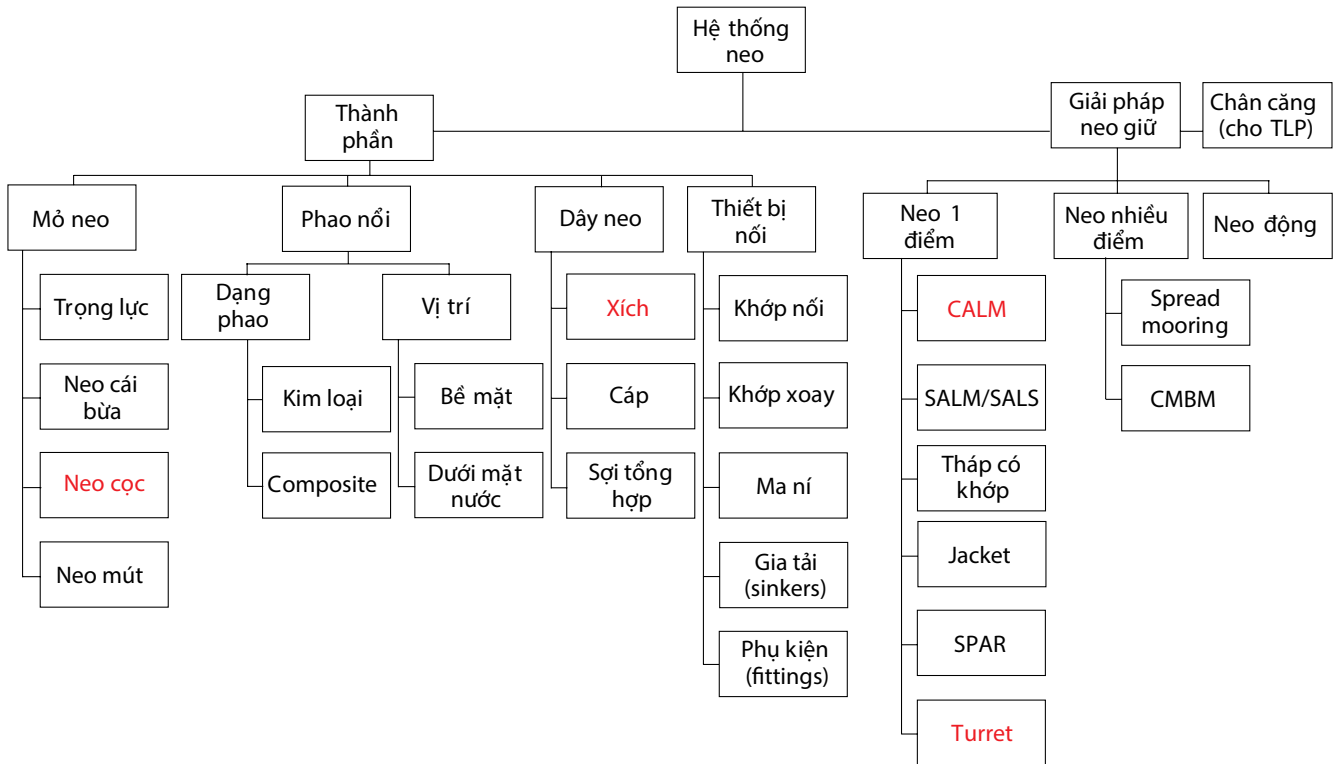 Hệ thống
neo
Thành
phần
Giải pháp
neo giữ
Chân căng
(cho TLP)
Mỏ neo
Phao nổi
Dây neo
Thiết bị
nối
Neo 1
điểm
Neo nhiều
điểm
Neo động
Trọng lực
Neo cái
bừa
Neo cọc
Neo mút
Dạng
phao
Vị trí
Kim loại
Composite
Bề mặt
Dưới mặt
nước
Xích
Cáp
Sợi tổng
hợp
Khớp nối
Khớp xoay
Ma ní
Gia tải
(sinkers)
Phụ kiện
(fittings)
CALM
SALM/SALS
Tháp có
khớp
Jacket
SPAR
Turret
Spread
mooring
CMBM